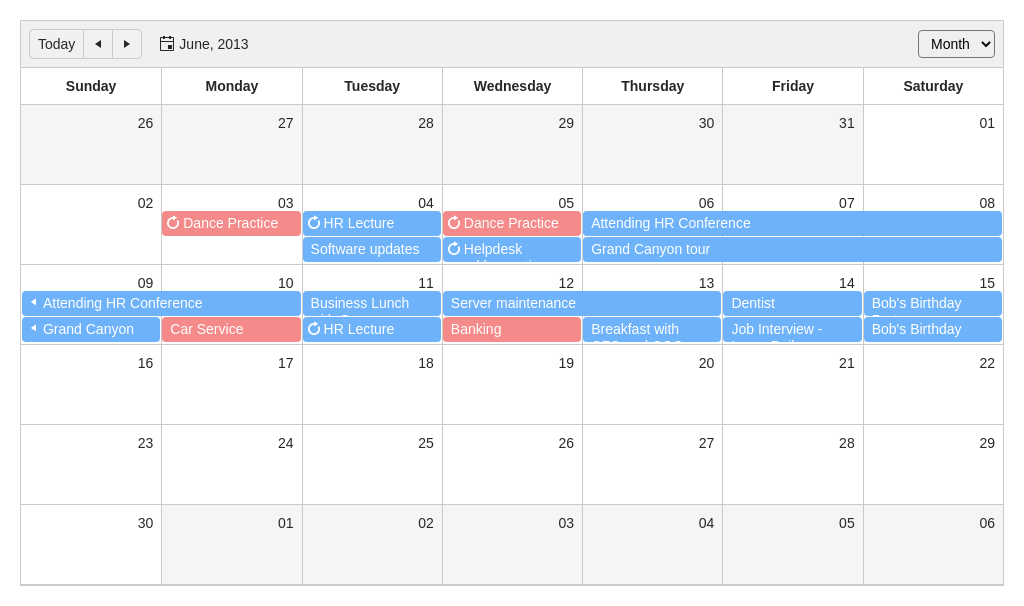 Today June, 2013 Month
Sunday Monday Tuesday Wednesday Thursday Friday Saturday
26 27 28 29 30 31 01
02 03 04 05 06 07 08
Dance Practice HR Lecture Dance Practice Attending HR Conference
Software updates Helpdesk Grand Canyon tour
09 10 11 12 13 14 15
Attending HR Conference Business Lunch Server maintenance Dentist Bob's Birthday
Grand Canyon Car Service HR Lecture Banking Breakfast with Job Interview - Bob's Birthday
16 17 18 19 20 21 22
23 24 25 26 27 28 29
30 01 02 03 04 05 06